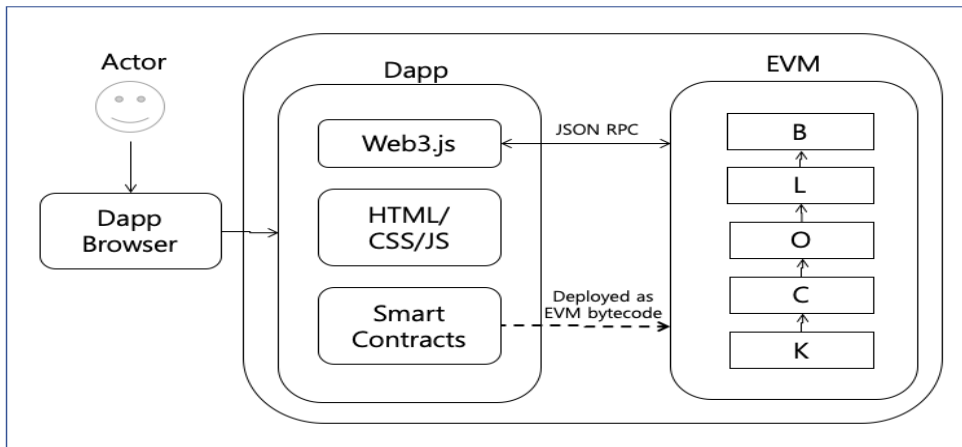 Actor
Dapp
Browser
Dapp
Web3.js
HTML/
CSS/JS
Smart
Contracts
JSON RPC
Deployed as
EVM bytecode
EVM
B
L
O
C
K